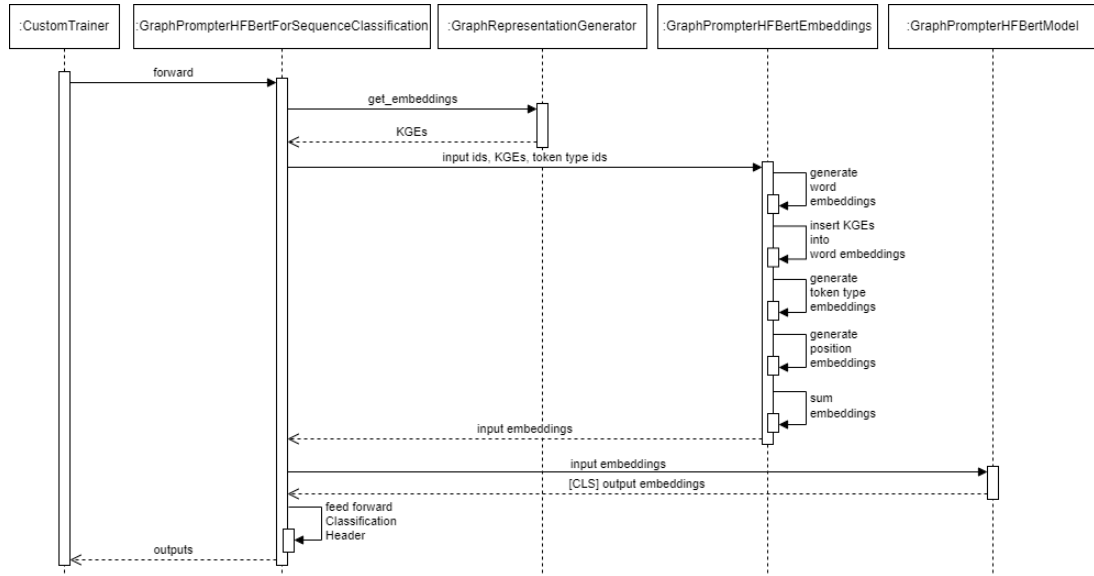 :CustomTrainer
:GraphPrompterHFBertForSequenceClassification
:GraphRepresentationGenerator
:GraphPrompterHFBertEmbeddings
:GraphPrompterHFBertModel
forward
get_embeddings
KGEs
input ids, KGEs, token type ids
generate
word
embeddings
insert KGEs
into
word embeddings
generate
token type
embeddings
generate
position
embeddings
sum
embeddings
input embeddings
input embeddings
[CLS] output embeddings
feed forward
Classification
Header
outputs